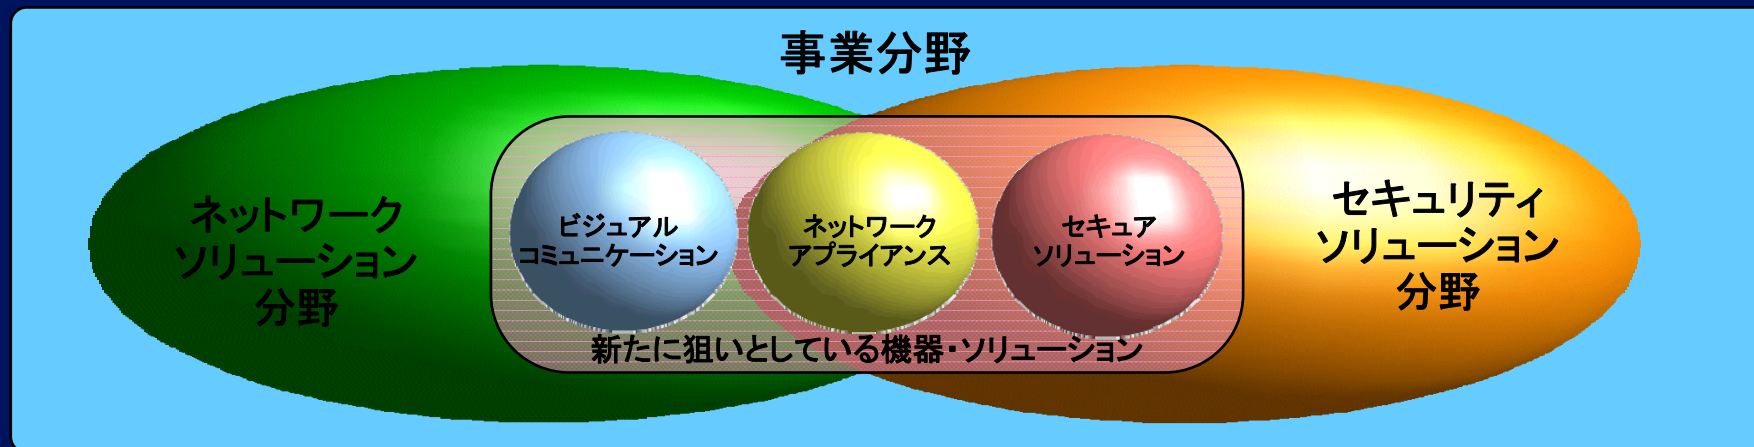 事業分野
ネットワーク
ソリューション
分野
ビジュアル
コミュニケーション
ネットワーク
アプライアンス
セキュア
ソリューション
セキュリティ
ソリューション
分野
新たに狙いとしている機器・ソリューション